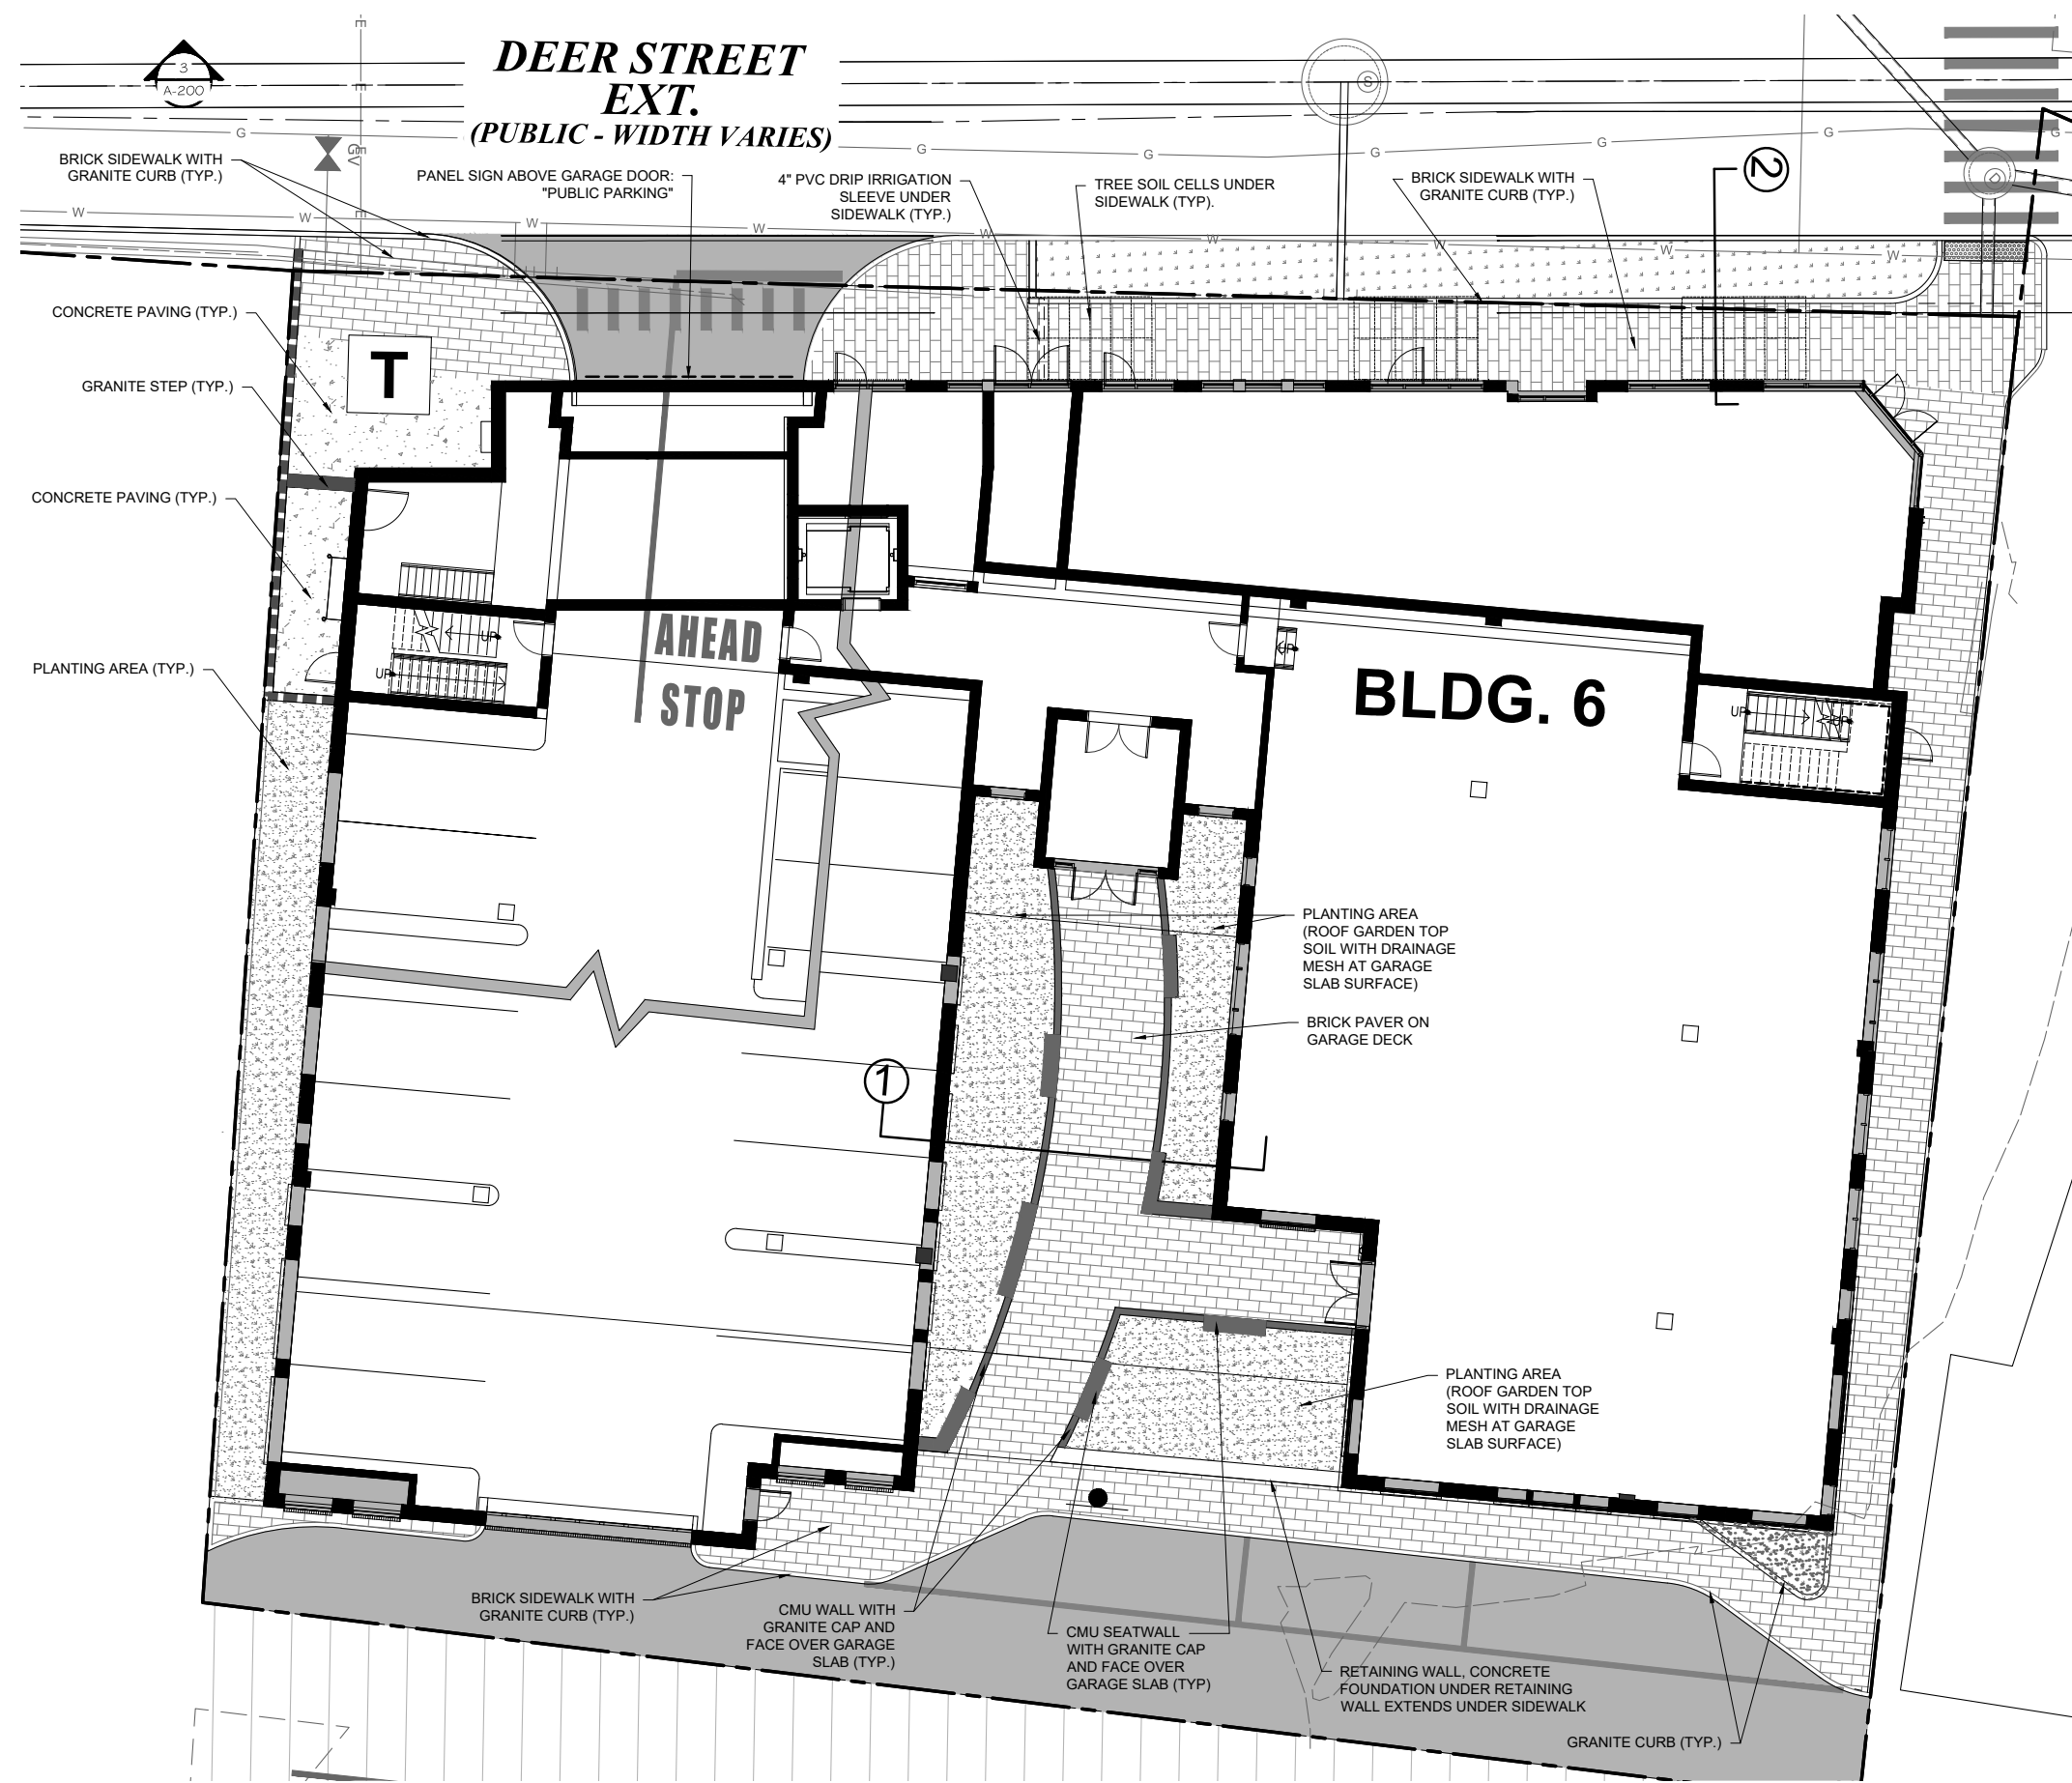 DEER STREET
EXT.
(PUBLIC - WIDTH VARIES)
3
A-200
E
E
E
E
S
D
G
G
G
G
G
G
G
GV
BRICK SIDEWALK WITH
GRANITE CURB (TYP.)
PANEL SIGN ABOVE GARAGE DOOR:
"PUBLIC PARKING"
4" PVC DRIP IRRIGATION
SLEEVE UNDER
SIDEWALK (TYP.)
TREE SOIL CELLS UNDER
SIDEWALK (TYP).
BRICK SIDEWALK WITH
GRANITE CURB (TYP.)
2
W
W
W
W
W
W
W
W
W
CONCRETE PAVING (TYP.)
T
GRANITE STEP (TYP.)
CONCRETE PAVING (TYP.)
PLANTING AREA (TYP.)
UP
UP
AHEAD
STOP
UP
BLDG. 6
UP
UP
PLANTING AREA
(ROOF GARDEN TOP
SOIL WITH DRAINAGE
MESH AT GARAGE
SLAB SURFACE)
BRICK PAVER ON
GARAGE DECK
1
PLANTING AREA
(ROOF GARDEN TOP
SOIL WITH DRAINAGE
MESH AT GARAGE
SLAB SURFACE)
BRICK SIDEWALK WITH
GRANITE CURB (TYP.)
CMU WALL WITH
GRANITE CAP AND
FACE OVER GARAGE
SLAB (TYP.)
CMU SEATWALL
WITH GRANITE CAP
AND FACE OVER
GARAGE SLAB (TYP)
RETAINING WALL, CONCRETE
FOUNDATION UNDER RETAINING
WALL EXTENDS UNDER SIDEWALK
GRANITE CURB (TYP.)